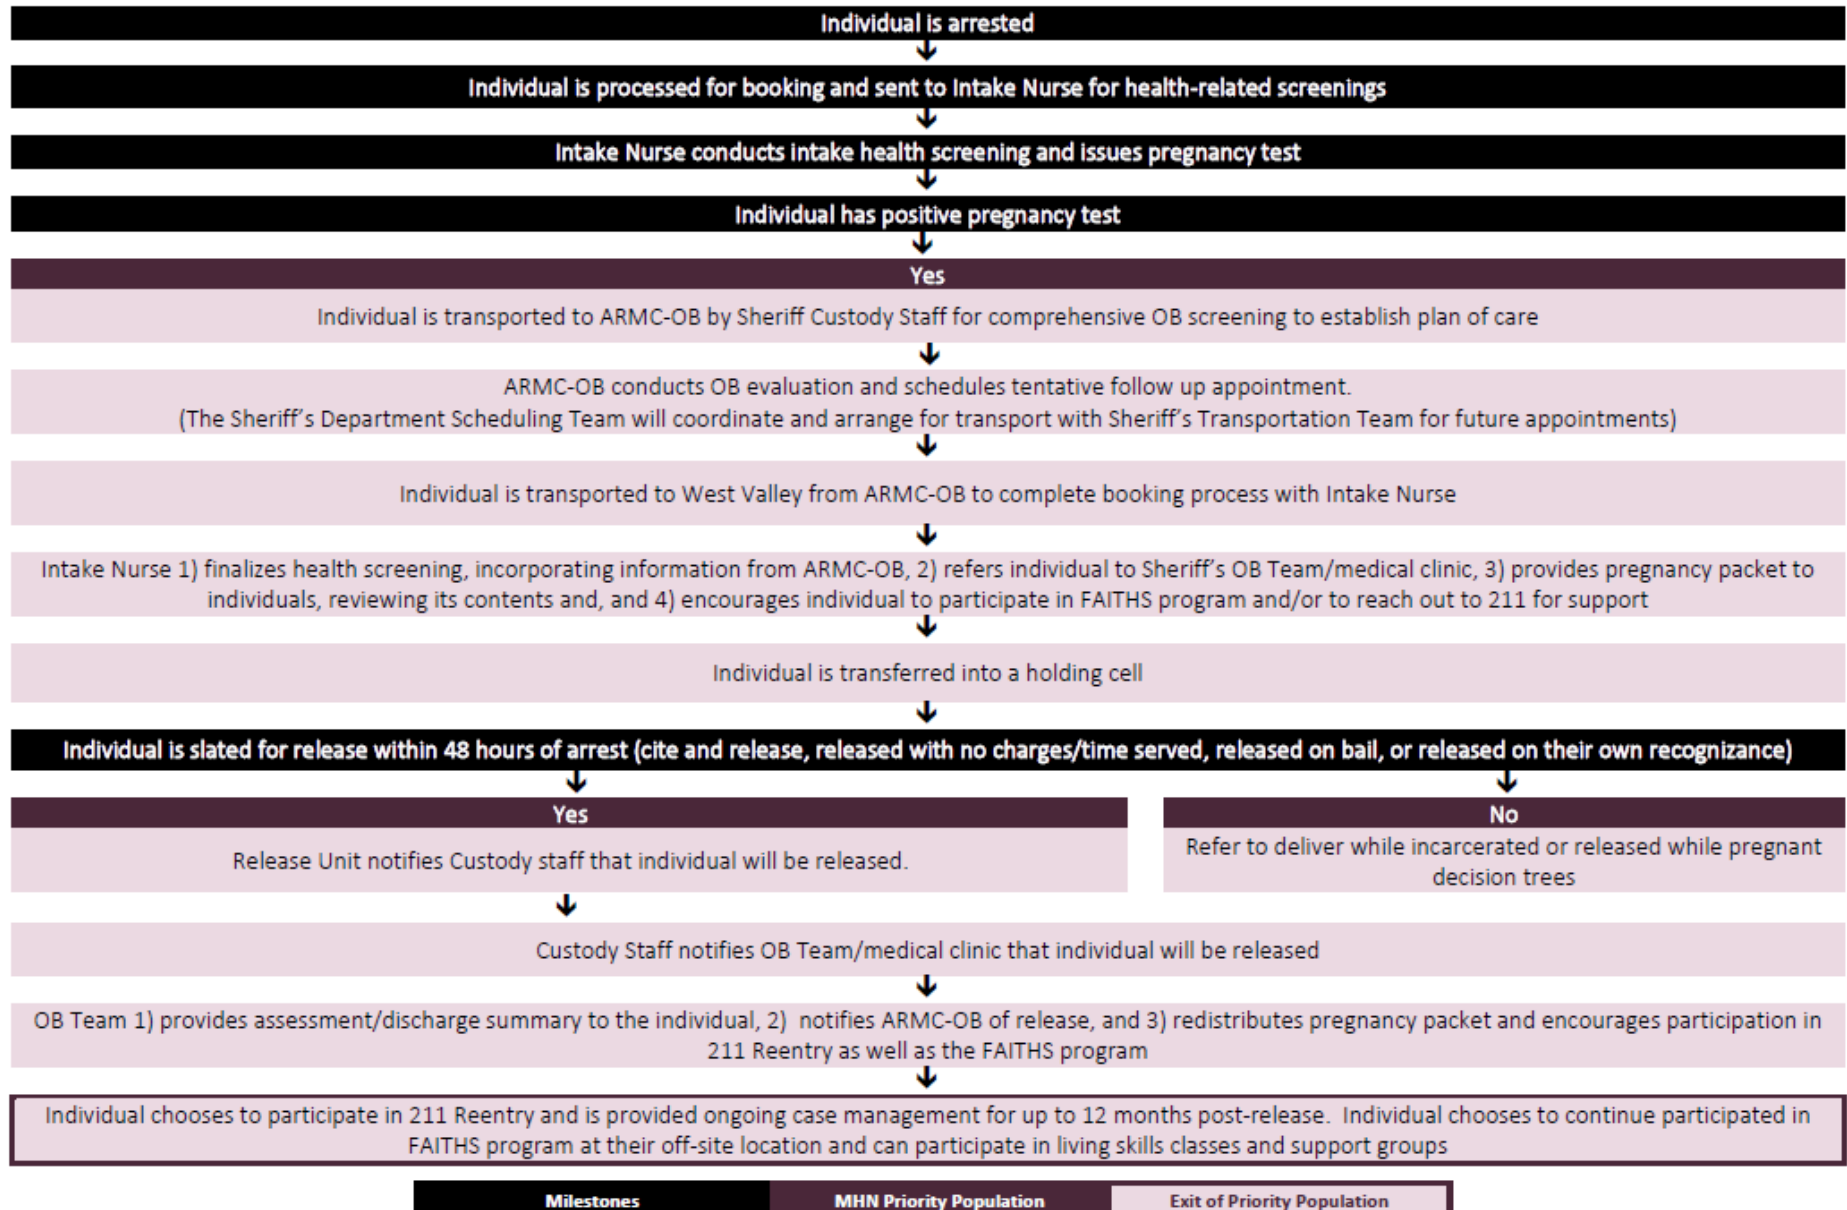 Individual is arrested
Individual is processed for booking and sent to Intake Nurse for health-related screenings
Intake Nurse conducts intake health screening and issues pregnancy test
Individual has positive pregnancy test
Yes
Individual is transported to ARMC-OB by Sheriff Custody Staff for comprehensive OB screening to establish plan of care
ARMC-OB conducts OB evaluation and schedules tentative follow up appointment.
(The Sheriff's Department Scheduling Team will coordinate and arrange for transport with Sheriff's Transportation Team for future appointments)
Individual is transported to West Valley from ARMC-OB to complete booking process with Intake Nurse
Intake Nurse 1) finalizes health screening, incorporating information from ARMC-OB, 2) refers individual to Sheriff's OB Team/medical clinic, 3) provides pregnancy packet to
individuals, reviewing its contents and, and 4) encourages individual to participate in FAITHS program and/or to reach out to 211 for support
Individual is transferred into a holding cell
Individual is slated for release within 48 hours of arrest (cite and release, released with no charges/time served, released on bail, or released on their own recognizance)
Yes
Release Unit notifies Custody staff that individual will be released.
No
Refer to deliver while incarcerated or released while pregnant
decision trees
Custody Staff notifies OB Team/medical clinic that individual will be released
OB Team 1) provides assessment/discharge summary to the individual, 2)  notifies ARMC-OB of release, and 3) redistributes pregnancy packet and encourages participation in
211 Reentry as well as the FAITHS program
Individual chooses to participate in 211 Reentry and is provided ongoing case management for up to 12 months post-release.  Individual chooses to continue participated in
FAITHS program at their off-site location and can participate in living skills classes and support groups
Milestones
MHN Priority Population
Exit of Priority Population